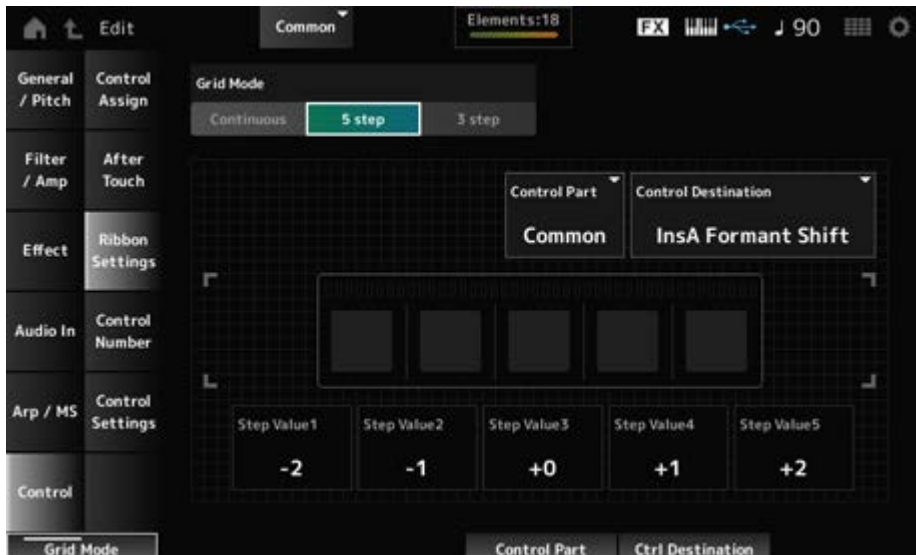 Edit
Common
Elements:18
FX
♩ 90
General
/ Pitch
Control
Assign
Filter
/ Amp
After
Touch
Effect
Ribbon
Settings
Audio In
Control
Number
Arp / MS
Control
Settings
Control
Grid Mode
Continuous
5 step
3 step
Control Part
Common
Control Destination
InsA Formant Shift
Step Value1
Step Value2
Step Value3
Step Value4
Step Value5
-2
-1
+0
+1
+2
Grid Mode
Control Part
Ctrl Destination